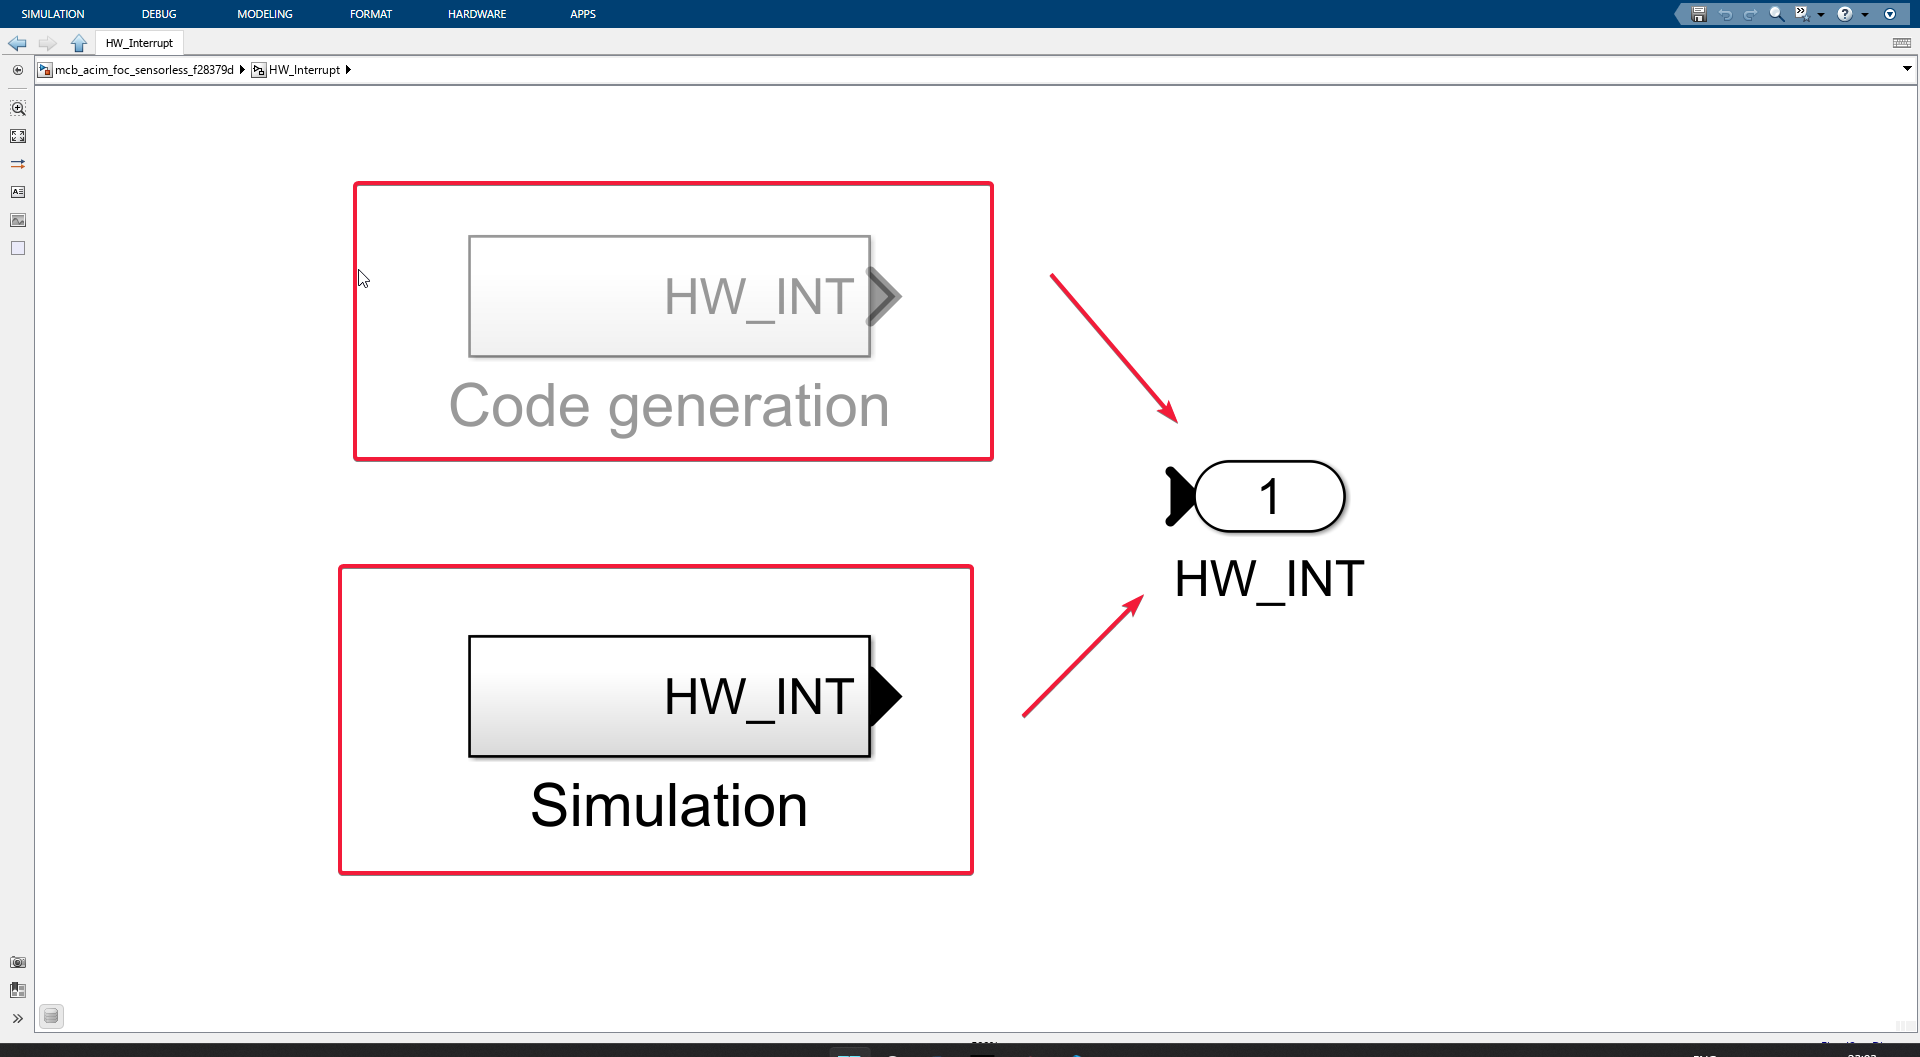 SIMULATION DEBUG MODELING FORMAT HARDWARE APPS
HW_Interrupt
mcb_acim_foc_sensorless_f28379d HW_Interrupt
HW_INT
Code generation
1
HW_INT
HW_INT
Simulation